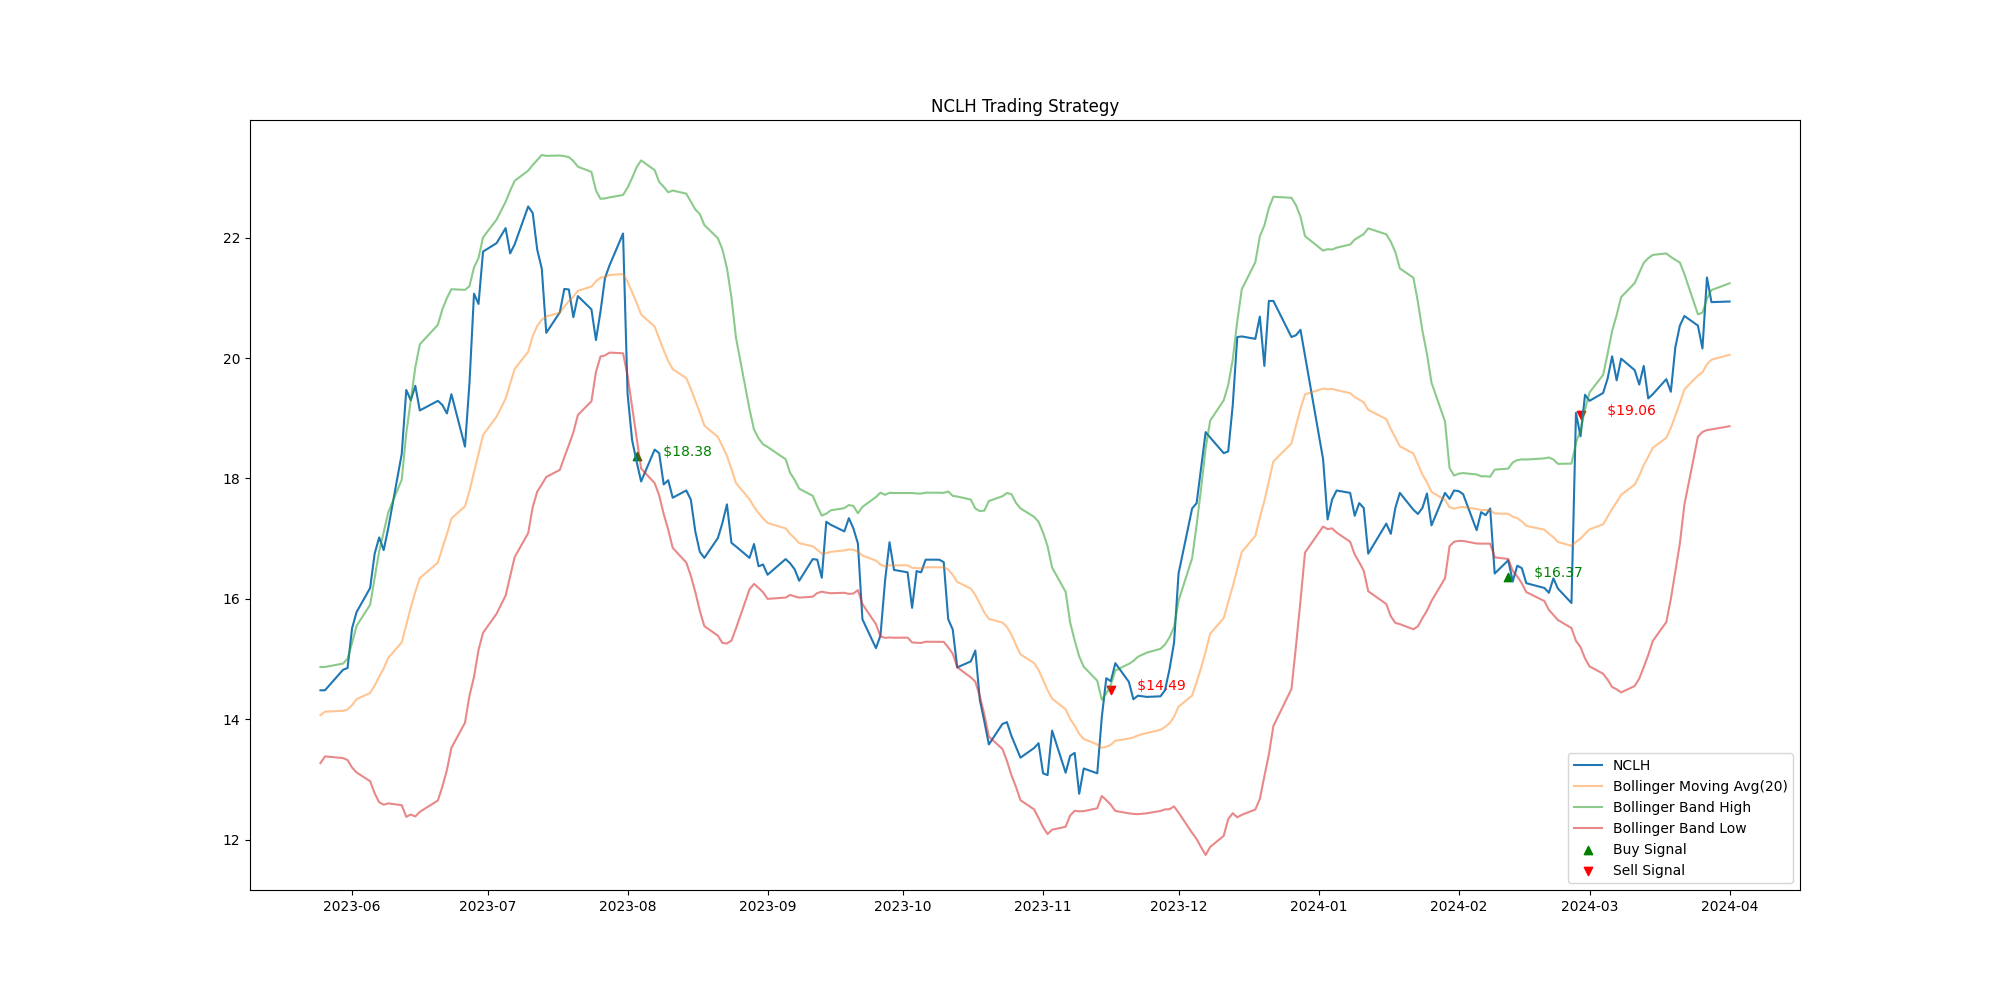 NCLH Trading Strategy
22
20
18
16
14
12
$18.38
$14.49
$16.37
$19.06
NCLH
Bollinger Moving Avg(20)
Bollinger Band High
Bollinger Band Low
Buy Signal
Sell Signal
2023-06 2023-07 2023-08 2023-09 2023-10 2023-11 2023-12 2024-01 2024-02 2024-03 2024-04